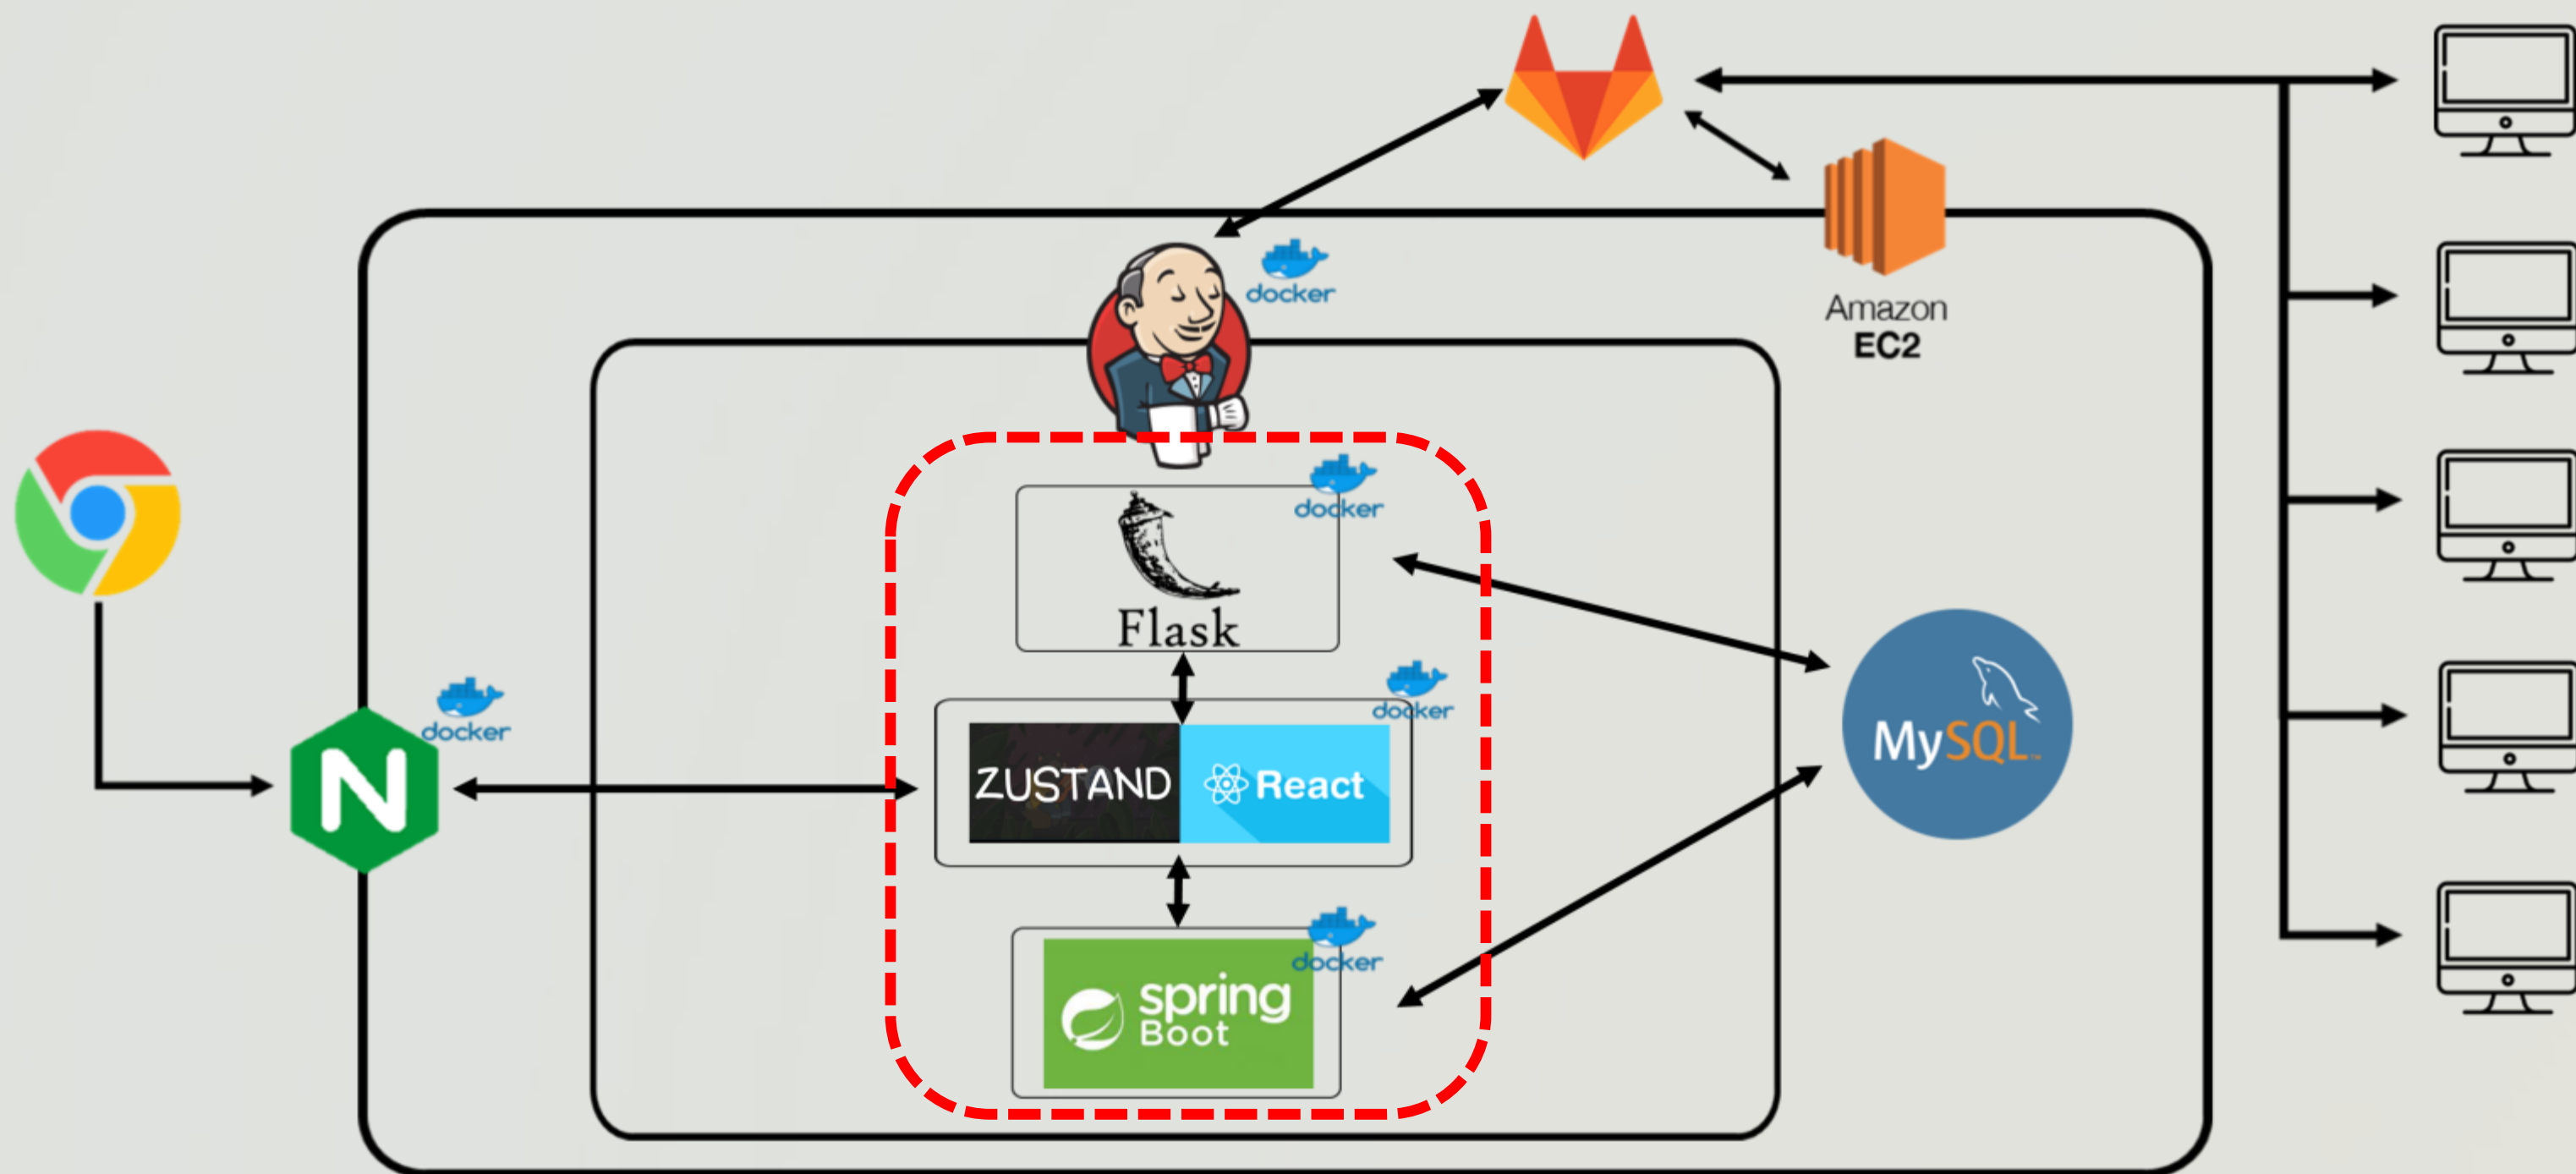 docker
Amazon
EC2
docker
Flask
docker
docker
ZUSTAND
React
MySQL
docker
spring
Boot